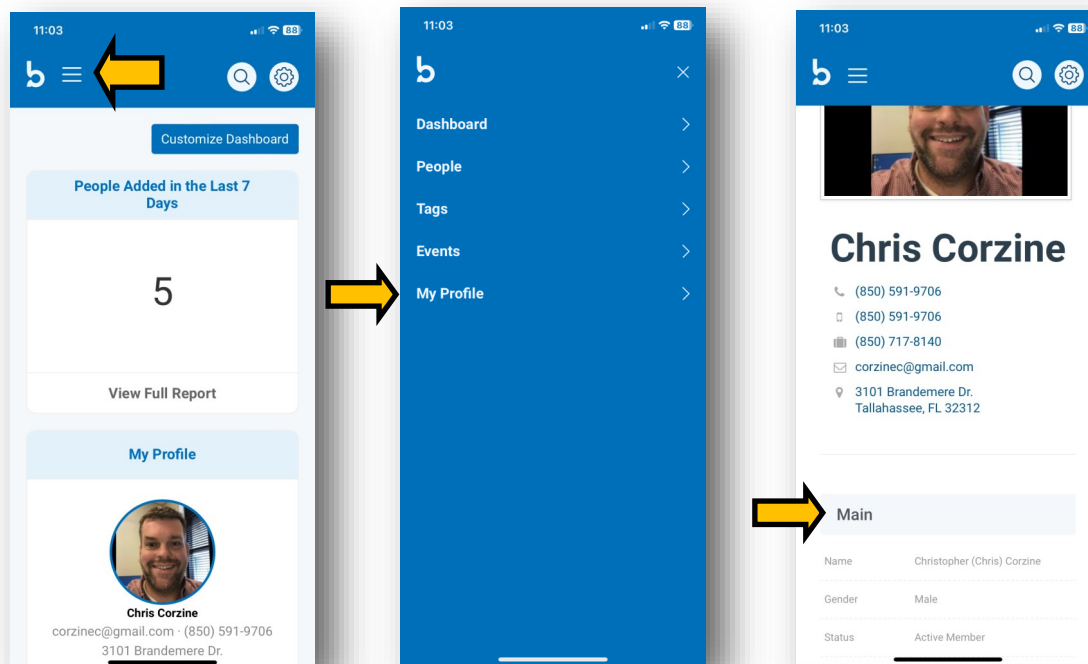 11:03
88
b
Customize Dashboard
People Added in the Last 7
Days
5
View Full Report
My Profile
Chris Corzine
corzinec@gmail.com · (850) 591-9706
3101 Brandemere Dr.
11:03
88
b
Dashboard
People
Tags
Events
My Profile
11:03
88
b
Chris Corzine
(850) 591-9706
(850) 591-9706
(850) 717-8140
corzinec@gmail.com
3101 Brandemere Dr.
Tallahassee, FL 32312
Main
Name Christopher (Chris) Corzine
Gender Male
Status Active Member